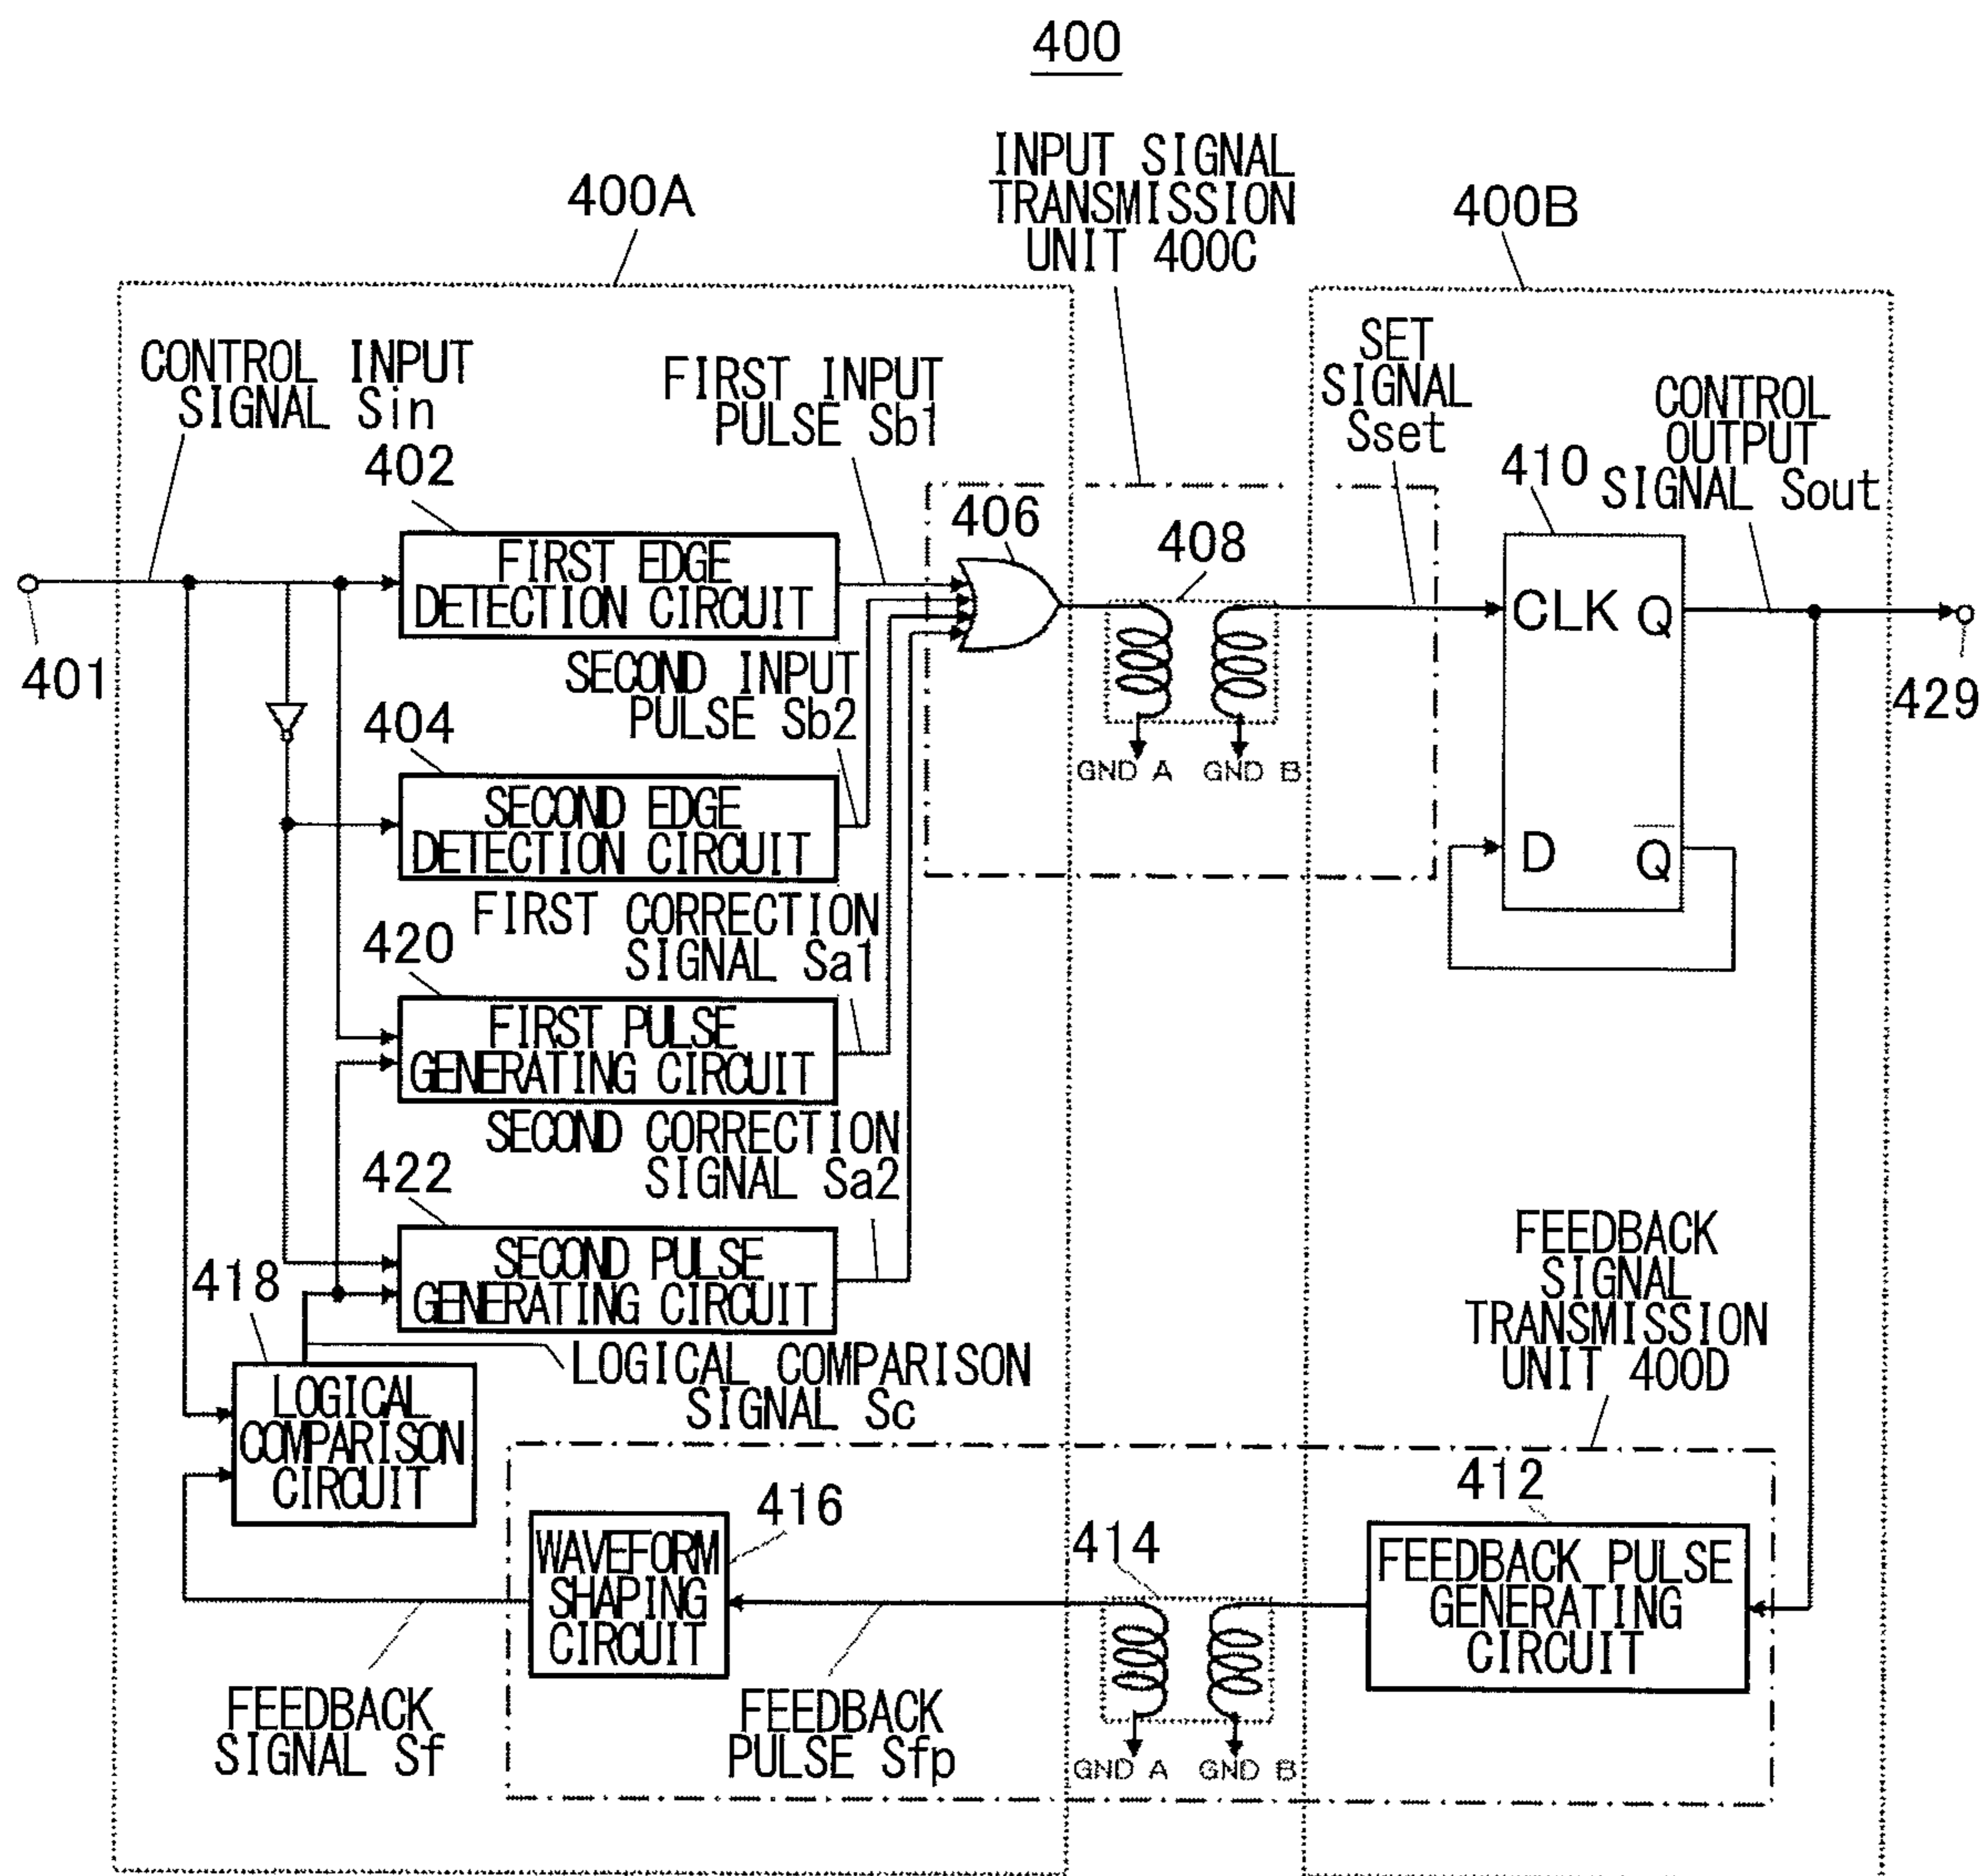 400
INPUT SIGNAL
TRANSMISSION
UNIT 400C
400A
400B
CONTROL INPUT
SIGNAL Sin
FIRST INPUT
PULSE Sb1
SET
SIGNAL
Sset
CONTROL
OUTPUT
SIGNAL Sout
402
406
408
410
FIRST EDGE
DETECTION CIRCUIT
401
CLK Q
429
SECOND INPUT
PULSE Sb2
404
GND A GND B
SECOND EDGE
DETECTION CIRCUIT
D Q̅
FIRST CORRECTION
SIGNAL Sa1
420
FIRST PULSE
GENERATING CIRCUIT
SECOND CORRECTION
SIGNAL Sa2
422
SECOND PULSE
GENERATING CIRCUIT
FEEDBACK
SIGNAL
TRANSMISSION
UNIT 400D
418
LOGICAL COMPARISON
SIGNAL Sc
LOGICAL
COMPARISON
CIRCUIT
416
414
412
WAVEFORM
SHAPING
CIRCUIT
FEEDBACK PULSE
GENERATING
CIRCUIT
FEEDBACK
SIGNAL Sf
FEEDBACK
PULSE Sfp
GND A GND B